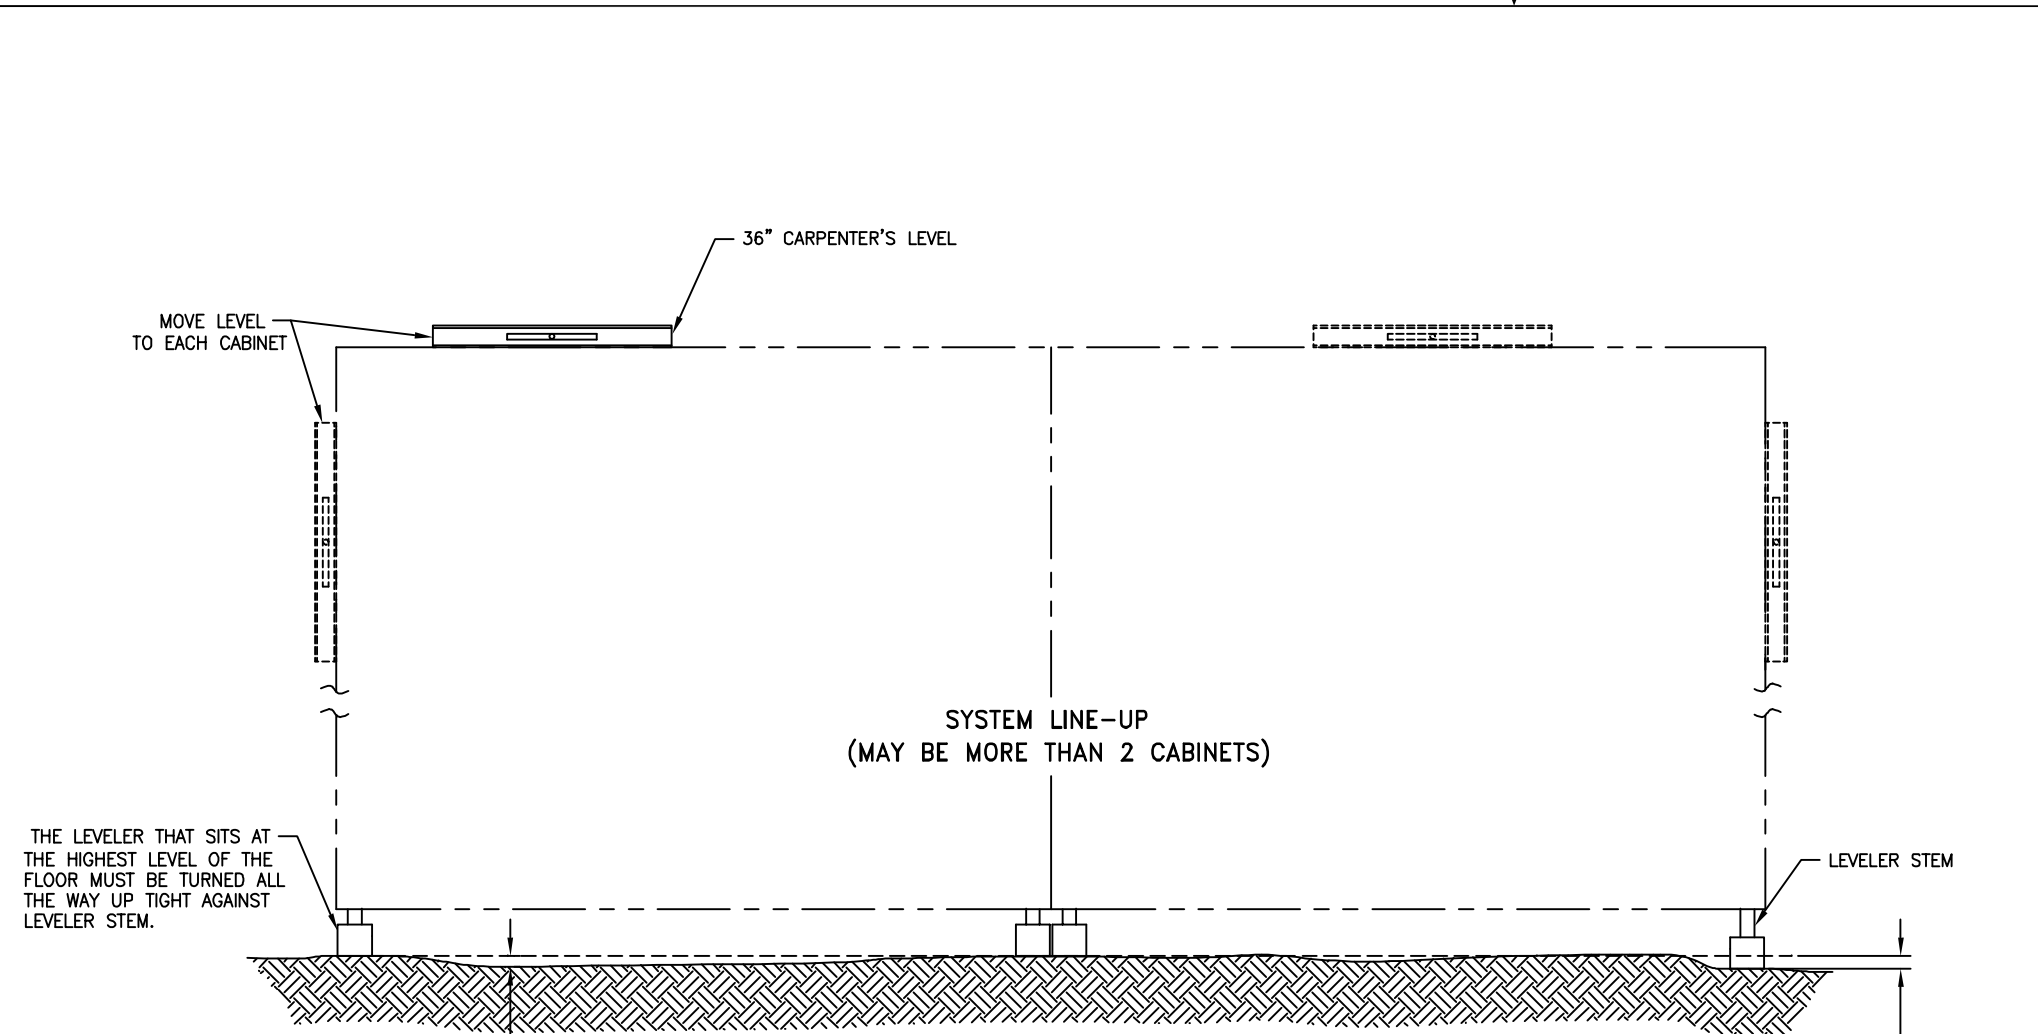 36" CARPENTER'S LEVEL
MOVE LEVEL
TO EACH CABINET
SYSTEM LINE-UP
(MAY BE MORE THAN 2 CABINETS)
THE LEVELER THAT SITS AT
THE HIGHEST LEVEL OF THE
FLOOR MUST BE TURNED ALL
THE WAY UP TIGHT AGAINST
LEVELER STEM.
LEVELER STEM